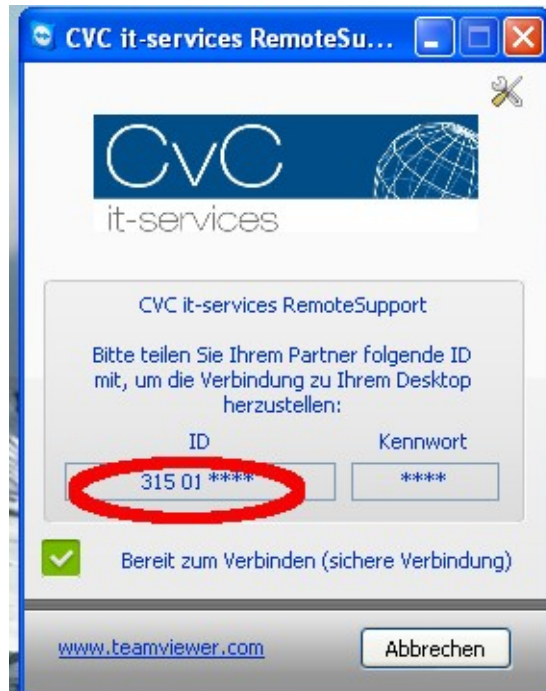 CVC it-services RemoteSu...
CvC
it-services
CVC it-services RemoteSupport
Bitte teilen Sie Ihrem Partner folgende ID
mit, um die Verbindung zu Ihrem Desktop
herzustellen:
ID Kennwort
315 01 **** ****
Bereit zum Verbinden (sichere Verbindung)
www.teamviewer.com Abbrechen